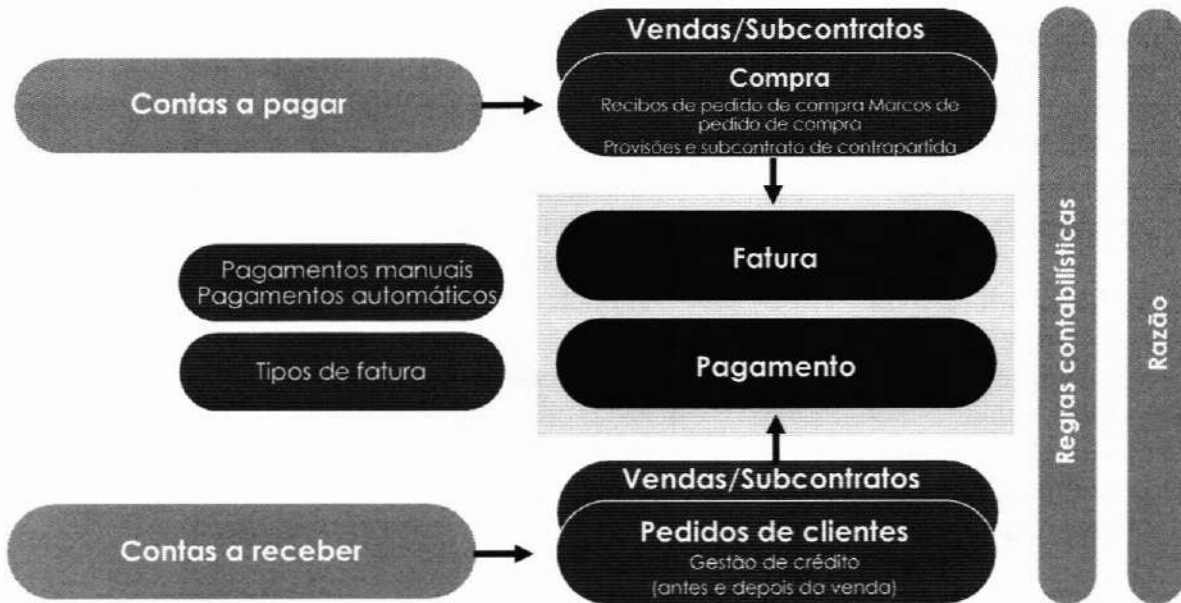 Vendas/Subcontratos
Contas a pagar
Compra
Recibos de pedido de compra Marcos de
pedido de compra
Provisões e subcontrato de contrapartida
Pagamentos manuais
Pagamentos automáticos
Fatura
Tipos de fatura
Pagamento
Vendas/Subcontratos
Contas a receber
Pedidos de clientes
Gestão de crédito
(antes e depois da venda)
Regras contabilísticas
Razão